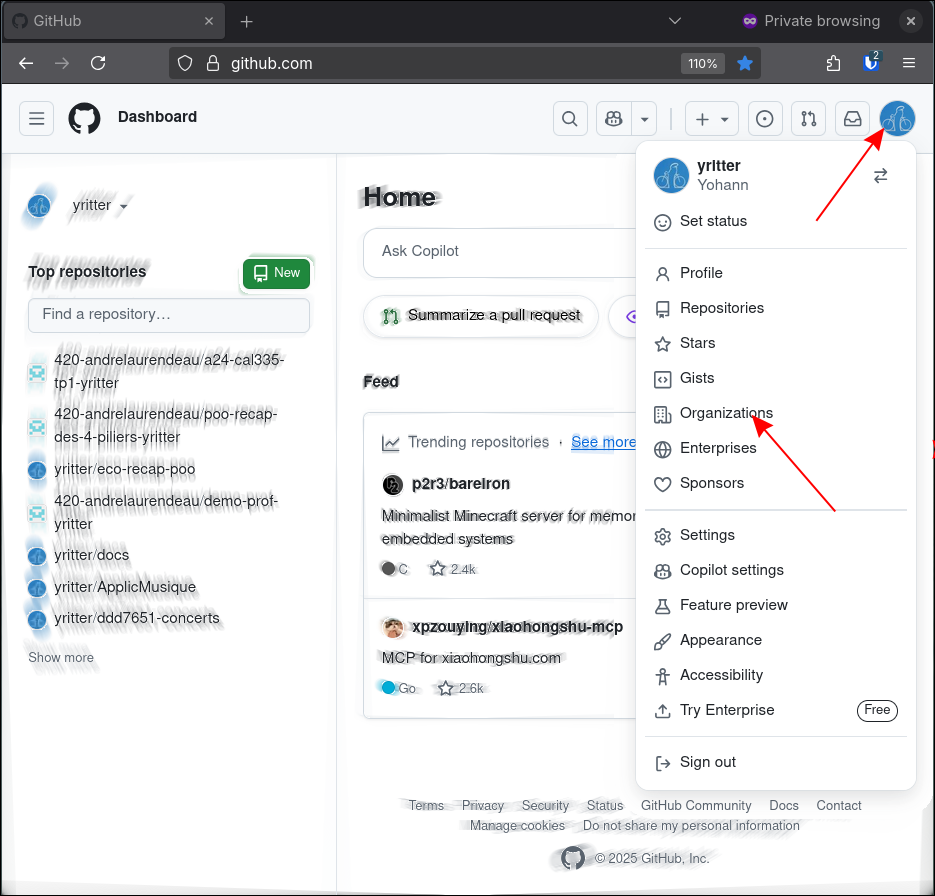 GitHub
Private browsing
github.com
110%
2
Dashboard
yritter
Yohann
Set status
Profile
Repositories
Stars
Gists
Organizations
Enterprises
Sponsors
Settings
Copilot settings
Feature preview
Appearance
Accessibility
Try Enterprise
Free
Sign out
yritter
Top repositories
New
Find a repository…
420-andrelaurendeau/a24-cal335-
tp1-yritter
420-andrelaurendeau/poo-recap-
des-4-piliers-yritter
yritter/eco-recap-poo
420-andrelaurendeau/demo-prof-
yritter
yritter/docs
yritter/ApplicMusique
yritter/ddd7651-concerts
Show more
Home
Ask Copilot
Summarize a pull request
Feed
Trending repositories · See more
p2r3/bareiron
Minimalist Minecraft server for memor
embedded systems
C 2.4k
xpzouying/xiaohongshu-mcp
MCP for xiaohongshu.com
Go 2.6k
Terms Privacy Security Status GitHub Community Docs Contact
Manage cookies Do not share my personal information
© 2025 GitHub, Inc.